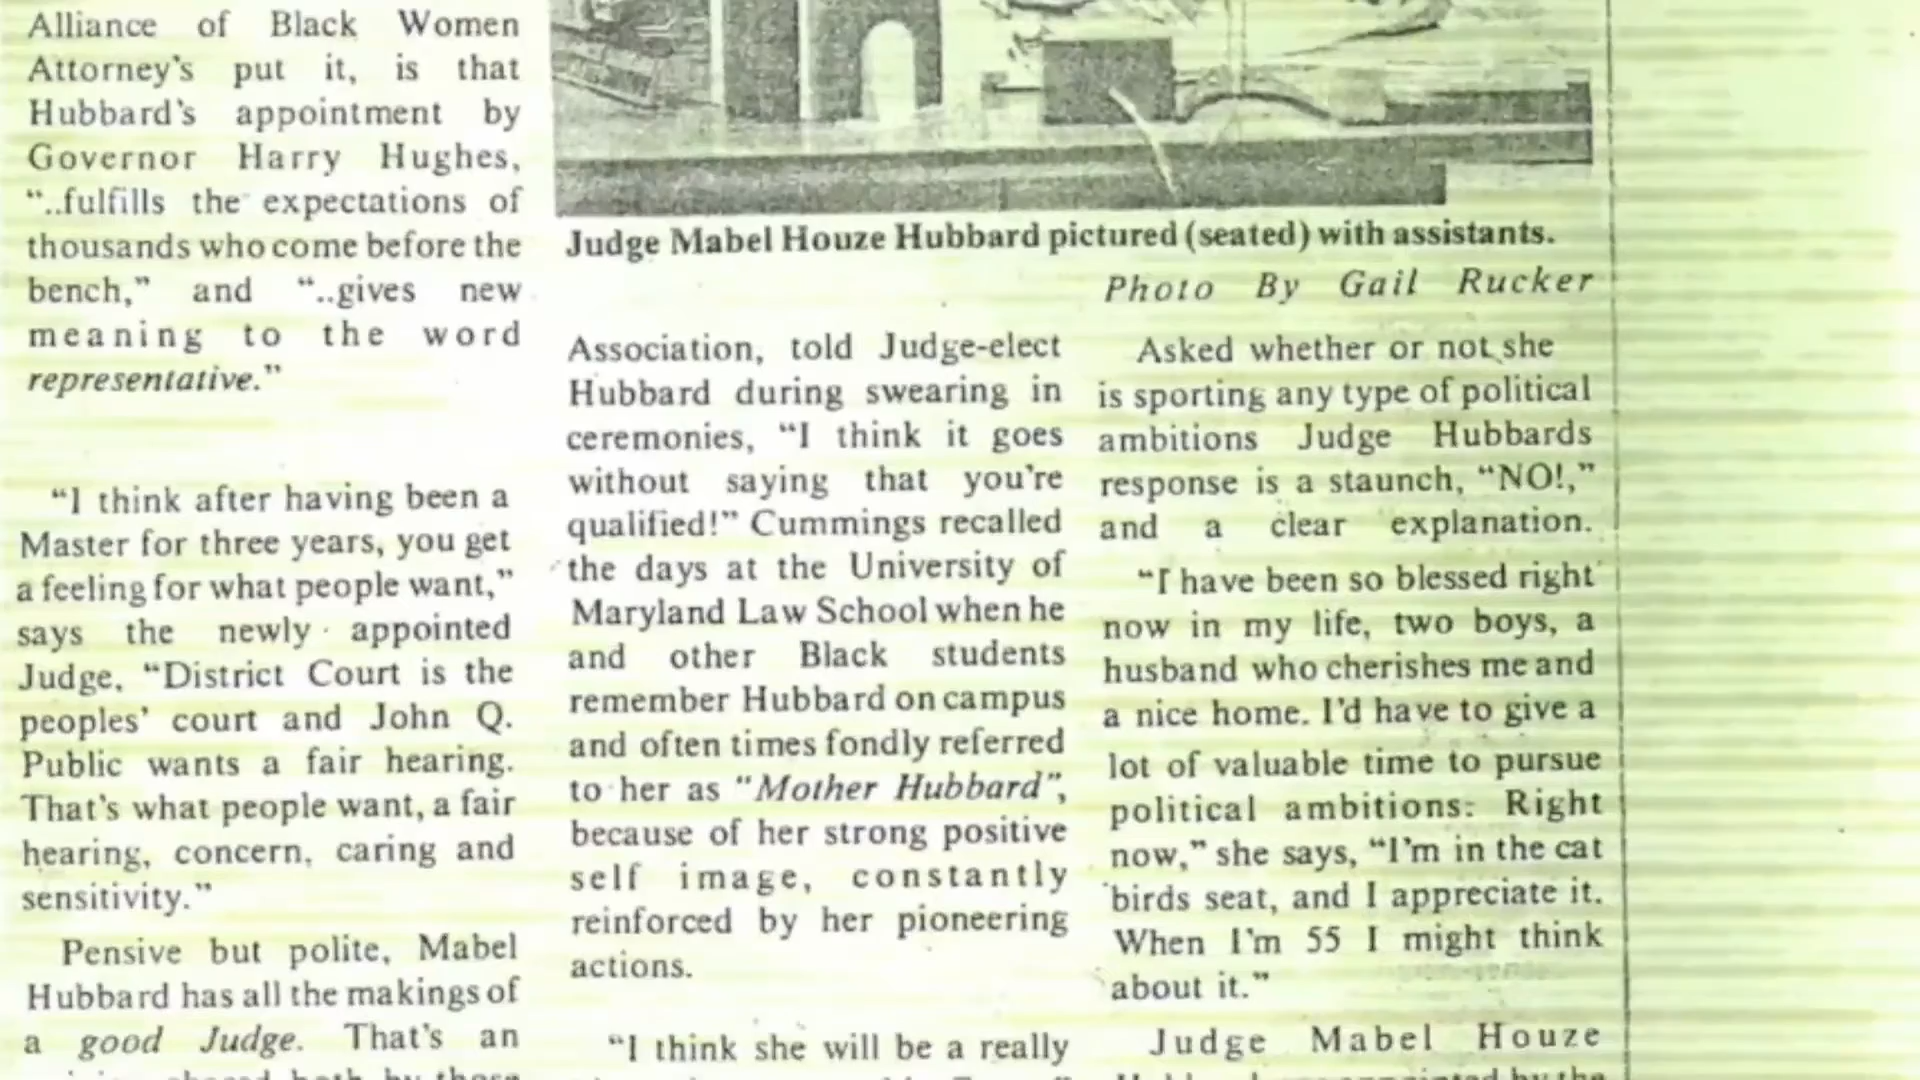 Alliance of Black Women
Attorney's put it, is that
Hubbard's appointment by
Governor Harry Hughes,
"..fulfills the expectations of
thousands who come before the
bench," and "..gives new
meaning to the word
representative."
"I think after having been a
Master for three years, you get
a feeling for what people want,"
says the newly appointed
Judge, "District Court is the
peoples' court and John Q.
Public wants a fair hearing.
That's what people want, a fair
hearing, concern, caring and
sensitivity."
Pensive but polite, Mabel
Hubbard has all the makings of
a good Judge. That's an
Judge Mabel Houze Hubbard pictured (seated) with assistants.
Photo By Gail Rucker
Association, told Judge-elect
Hubbard during swearing in
ceremonies, "I think it goes
without saying that you're
qualified!" Cummings recalled
the days at the University of
Maryland Law School when he
and other Black students
remember Hubbard on campus
and often times fondly referred
to her as "Mother Hubbard",
because of her strong positive
self image, constantly
reinforced by her pioneering
actions.
"I think she will be a really
Asked whether or not she
is sporting any type of political
ambitions Judge Hubbards
response is a staunch, "NO!,"
and a clear explanation.
"I have been so blessed right
now in my life, two boys, a
husband who cherishes me and
a nice home. I'd have to give a
lot of valuable time to pursue
political ambitions: Right
now," she says, "I'm in the cat
birds seat, and I appreciate it.
When I'm 55 I might think
about it."
Judge Mabel Houze